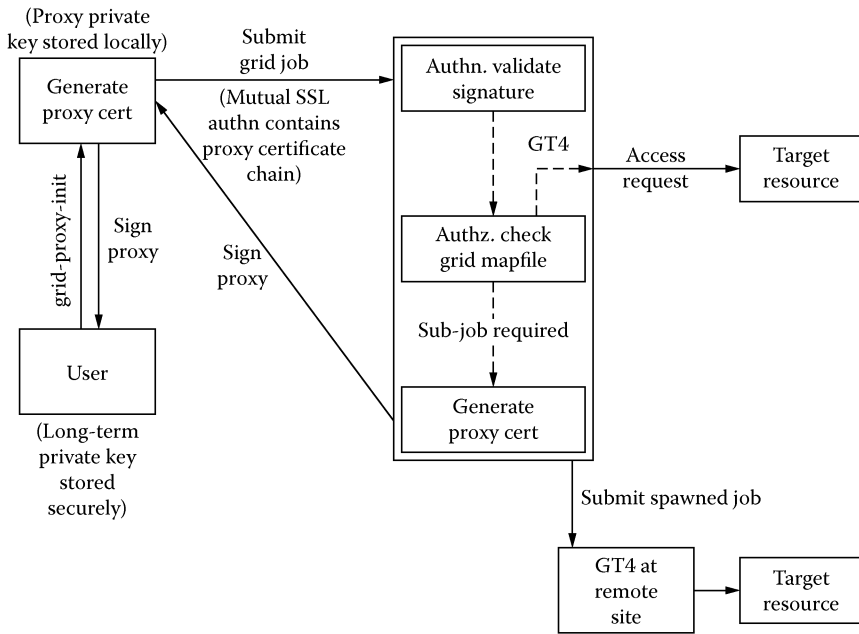 (Proxy private
key stored locally)
Generate
proxy cert
Submit
grid job
(Mutual SSL
authn contains
proxy certificate
chain)
grid-proxy-init
Sign
proxy
User
(Long-term
private key
stored
securely)
Sign
proxy
Authn. validate
signature
GT4
Authz. check
grid mapfile
Sub-job required
Generate
proxy cert
Access
request
Target
resource
Submit spawned job
GT4 at
remote
site
Target
resource